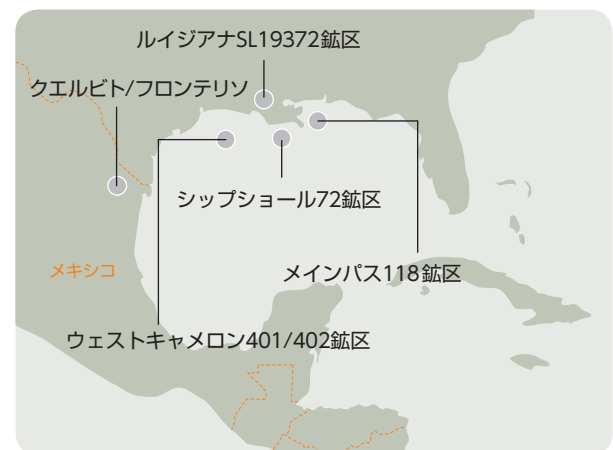 ルイジアナSL19372鉱区
クエルビト/フロンテリソ
シップショール72鉱区
メキシコ
メインパス118鉱区
ウェストキャメロン401/402鉱区